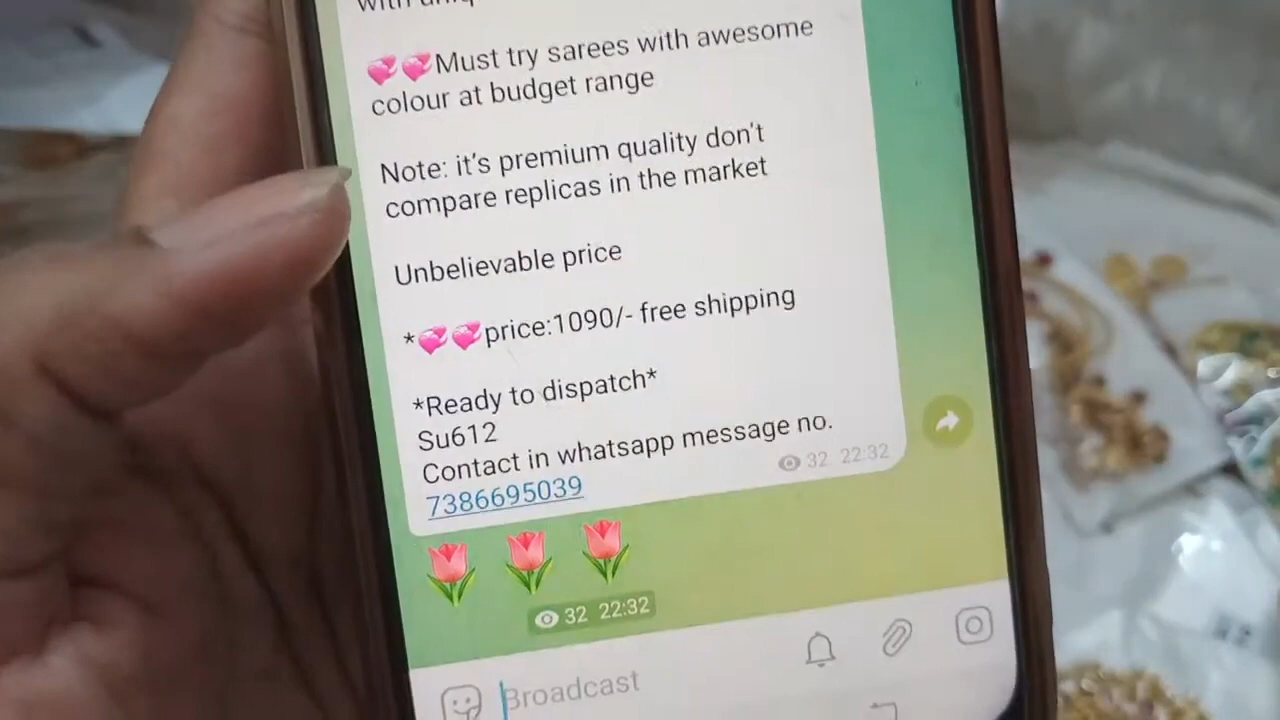 with uniq
💞💞Must try sarees with awesome
colour at budget range
Note: it's premium quality don't
compare replicas in the market
Unbelievable price
*💞💞price:1090/- free shipping
*Ready to dispatch*
Su612
Contact in whatsapp message no.
7386695039
32 22:32
🌷 🌷 🌷
32 22:32
Broadcast